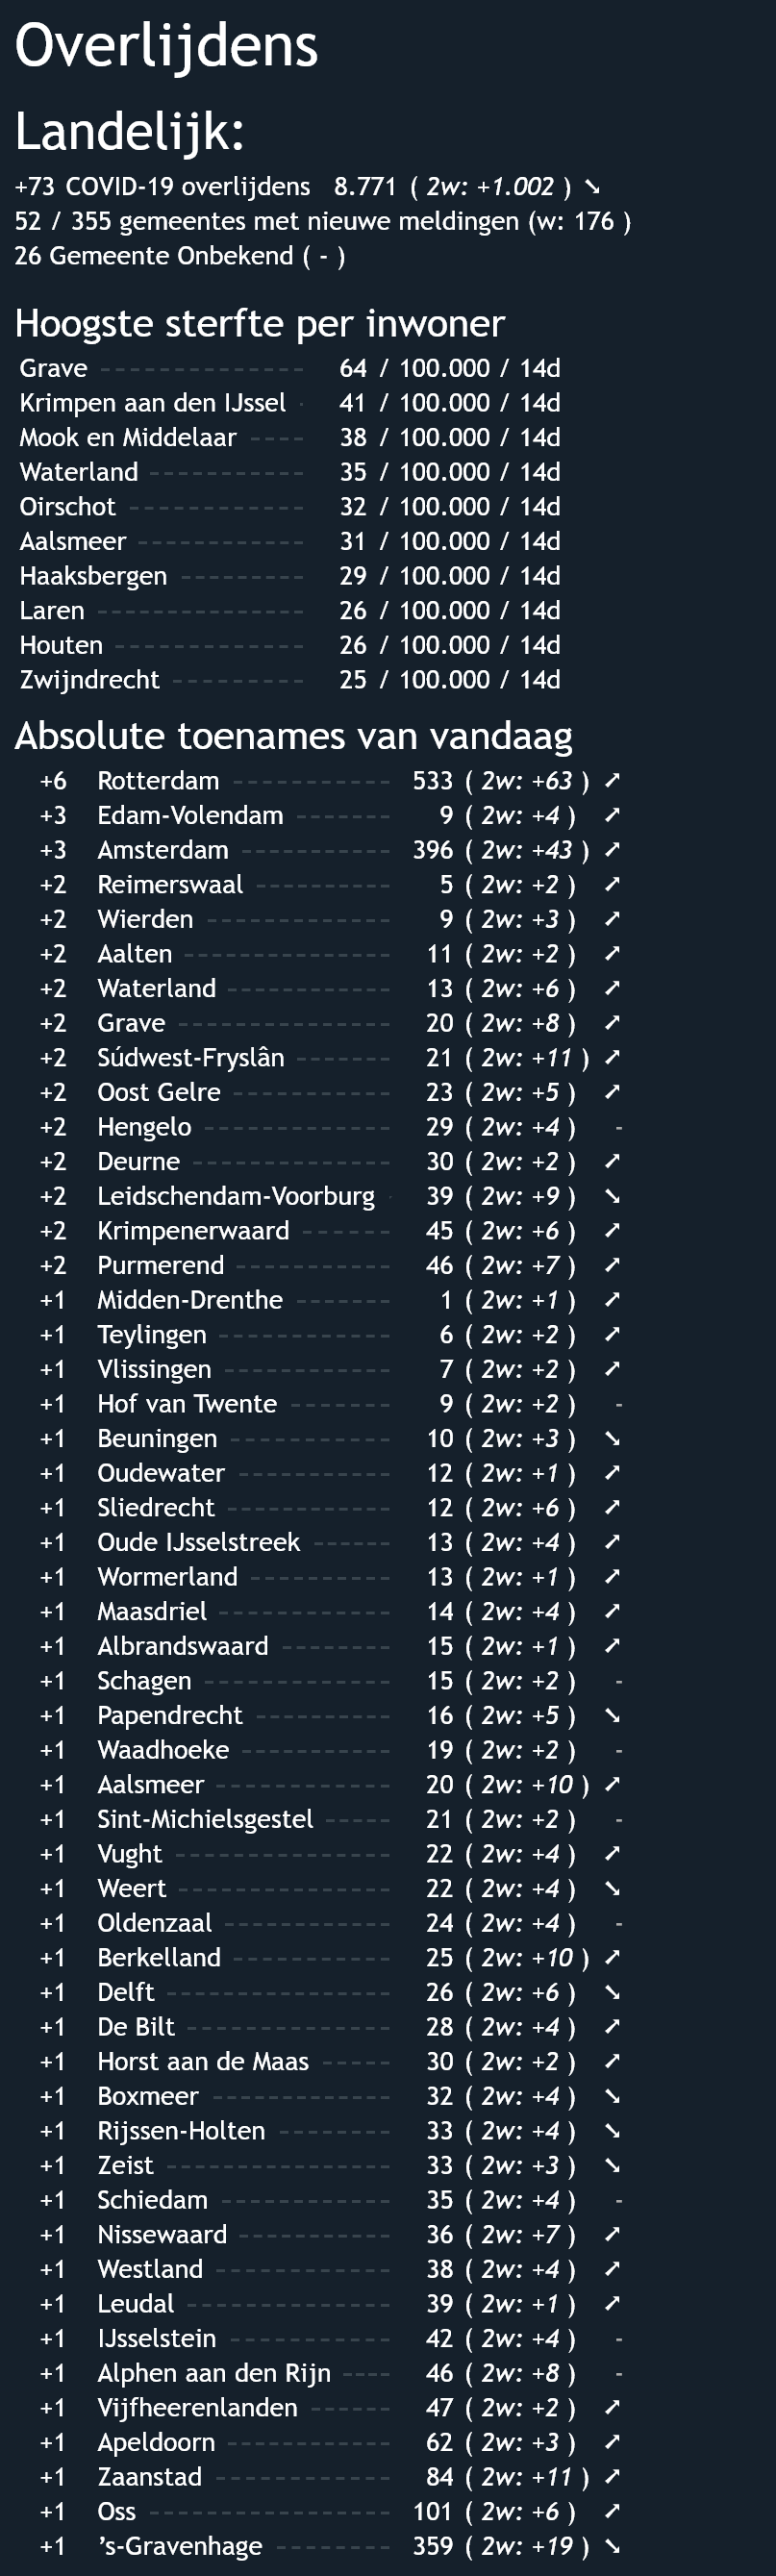 Overlijdens
Landelijk:
+73 COVID-19 overlijdens 8.771 ( 2w: +1.002 ) ➘
52 / 355 gemeentes met nieuwe meldingen (w: 176 )
26 Gemeente Onbekend ( - )
Hoogste sterfte per inwoner
Grave 64 / 100.000 / 14d
Krimpen aan den IJssel 41 / 100.000 / 14d
Mook en Middelaar 38 / 100.000 / 14d
Waterland 35 / 100.000 / 14d
Oirschot 32 / 100.000 / 14d
Aalsmeer 31 / 100.000 / 14d
Haaksbergen 29 / 100.000 / 14d
Laren 26 / 100.000 / 14d
Houten 26 / 100.000 / 14d
Zwijndrecht 25 / 100.000 / 14d
Absolute toenames van vandaag
+6 Rotterdam 533 ( 2w: +63 ) ➚
+3 Edam-Volendam 9 ( 2w: +4 ) ➚
+3 Amsterdam 396 ( 2w: +43 ) ➚
+2 Reimerswaal 5 ( 2w: +2 ) ➚
+2 Wierden 9 ( 2w: +3 ) ➚
+2 Aalten 11 ( 2w: +2 ) ➚
+2 Waterland 13 ( 2w: +6 ) ➚
+2 Grave 20 ( 2w: +8 ) ➚
+2 Súdwest-Fryslân 21 ( 2w: +11 ) ➚
+2 Oost Gelre 23 ( 2w: +5 ) ➚
+2 Hengelo 29 ( 2w: +4 ) -
+2 Deurne 30 ( 2w: +2 ) ➚
+2 Leidschendam-Voorburg 39 ( 2w: +9 ) ➘
+2 Krimpenerwaard 45 ( 2w: +6 ) ➚
+2 Purmerend 46 ( 2w: +7 ) ➚
+1 Midden-Drenthe 1 ( 2w: +1 ) ➚
+1 Teylingen 6 ( 2w: +2 ) ➚
+1 Vlissingen 7 ( 2w: +2 ) ➚
+1 Hof van Twente 9 ( 2w: +2 ) -
+1 Beuningen 10 ( 2w: +3 ) ➘
+1 Oudewater 12 ( 2w: +1 ) ➚
+1 Sliedrecht 12 ( 2w: +6 ) ➚
+1 Oude IJsselstreek 13 ( 2w: +4 ) ➚
+1 Wormerland 13 ( 2w: +1 ) ➚
+1 Maasdriel 14 ( 2w: +4 ) ➚
+1 Albrandswaard 15 ( 2w: +1 ) ➚
+1 Schagen 15 ( 2w: +2 ) -
+1 Papendrecht 16 ( 2w: +5 ) ➘
+1 Waadhoeke 19 ( 2w: +2 ) -
+1 Aalsmeer 20 ( 2w: +10 ) ➚
+1 Sint-Michielsgestel 21 ( 2w: +2 ) -
+1 Vught 22 ( 2w: +4 ) ➚
+1 Weert 22 ( 2w: +4 ) ➘
+1 Oldenzaal 24 ( 2w: +4 ) -
+1 Berkelland 25 ( 2w: +10 ) ➚
+1 Delft 26 ( 2w: +6 ) ➘
+1 De Bilt 28 ( 2w: +4 ) ➚
+1 Horst aan de Maas 30 ( 2w: +2 ) ➚
+1 Boxmeer 32 ( 2w: +4 ) ➘
+1 Rijssen-Holten 33 ( 2w: +4 ) ➘
+1 Zeist 33 ( 2w: +3 ) ➘
+1 Schiedam 35 ( 2w: +4 ) -
+1 Nissewaard 36 ( 2w: +7 ) ➚
+1 Westland 38 ( 2w: +4 ) ➚
+1 Leudal 39 ( 2w: +1 ) ➚
+1 IJsselstein 42 ( 2w: +4 ) -
+1 Alphen aan den Rijn 46 ( 2w: +8 ) -
+1 Vijfheerenlanden 47 ( 2w: +2 ) ➚
+1 Apeldoorn 62 ( 2w: +3 ) ➚
+1 Zaanstad 84 ( 2w: +11 ) ➚
+1 Oss 101 ( 2w: +6 ) ➚
+1 ’s-Gravenhage 359 ( 2w: +19 ) ➘